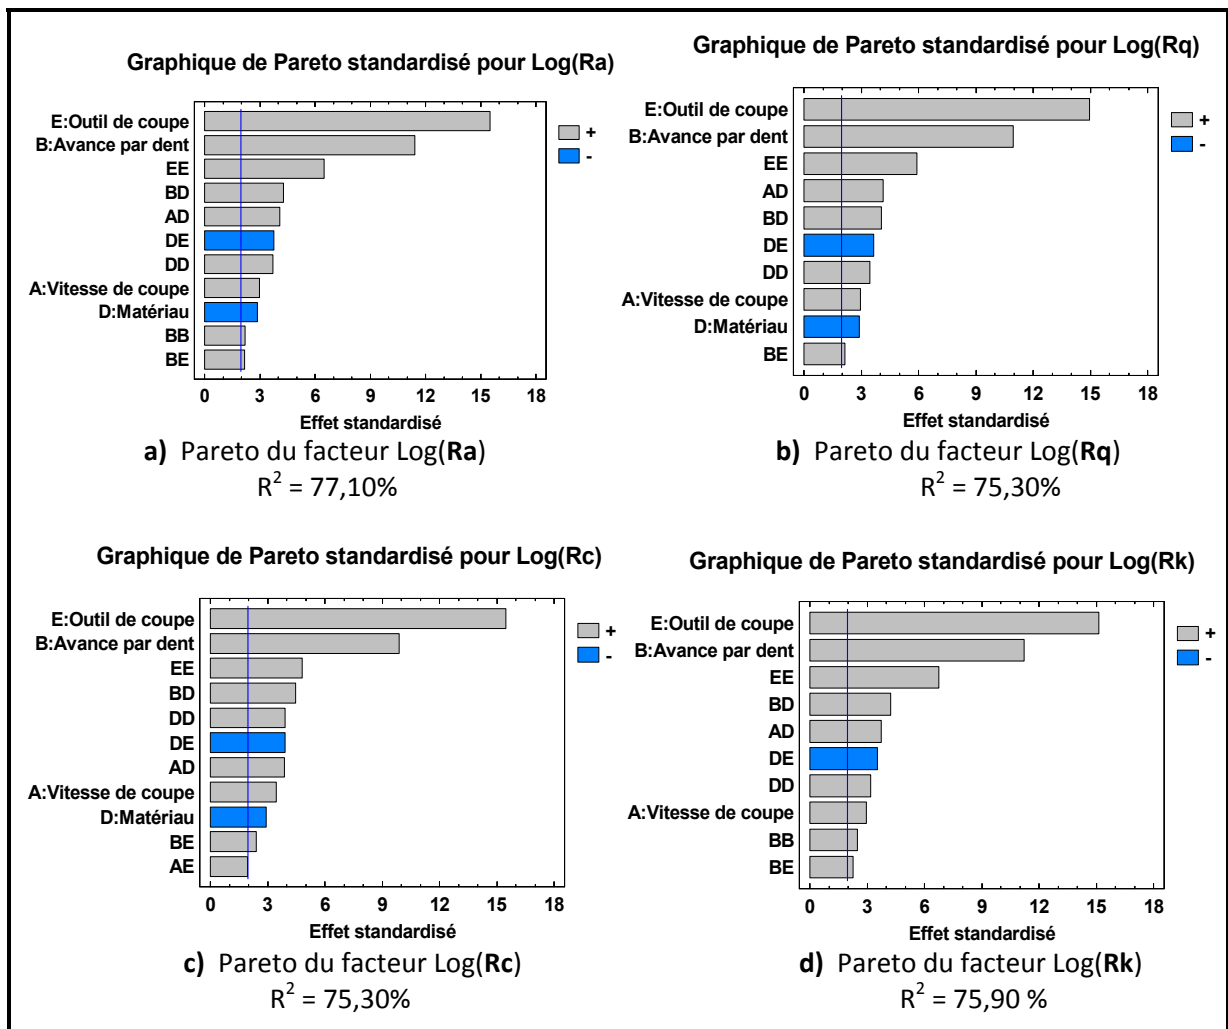 Graphique de Pareto standardisé pour Log(Ra)
E:Outil de coupe
B:Avance par dent
EE
BD
AD
DE
DD
A:Vitesse de coupe
D:Matériau
BB
BE
0 3 6 9 12 15 18
Effet standardisé
+
-
a) Pareto du facteur Log(Ra)
R² = 77,10%
Graphique de Pareto standardisé pour Log(Rq)
E:Outil de coupe
B:Avance par dent
EE
AD
BD
DE
DD
A:Vitesse de coupe
D:Matériau
BE
0 3 6 9 12 15 18
Effet standardisé
+
-
b) Pareto du facteur Log(Rq)
R² = 75,30%
Graphique de Pareto standardisé pour Log(Rc)
E:Outil de coupe
B:Avance par dent
EE
BD
DD
DE
AD
A:Vitesse de coupe
D:Matériau
BE
AE
0 3 6 9 12 15 18
Effet standardisé
+
-
c) Pareto du facteur Log(Rc)
R² = 75,30%
Graphique de Pareto standardisé pour Log(Rk)
E:Outil de coupe
B:Avance par dent
EE
BD
AD
DE
DD
A:Vitesse de coupe
BB
BE
0 3 6 9 12 15 18
Effet standardisé
+
-
d) Pareto du facteur Log(Rk)
R² = 75,90 %